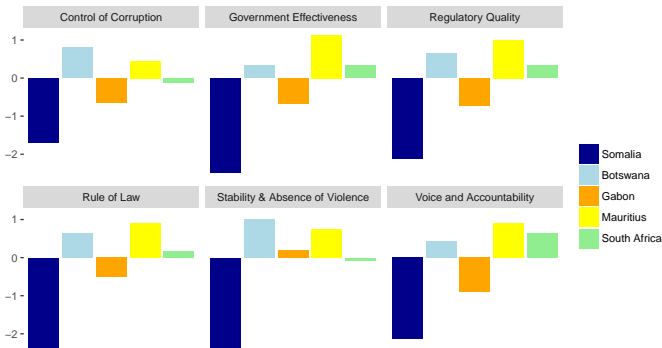 Control of Corruption
Government Effectiveness
Regulatory Quality
1
0
−1
−2
Rule of Law
Stability & Absence of Violence
Voice and Accountability
1
0
−1
−2
Somalia
Botswana
Gabon
Mauritius
South Africa